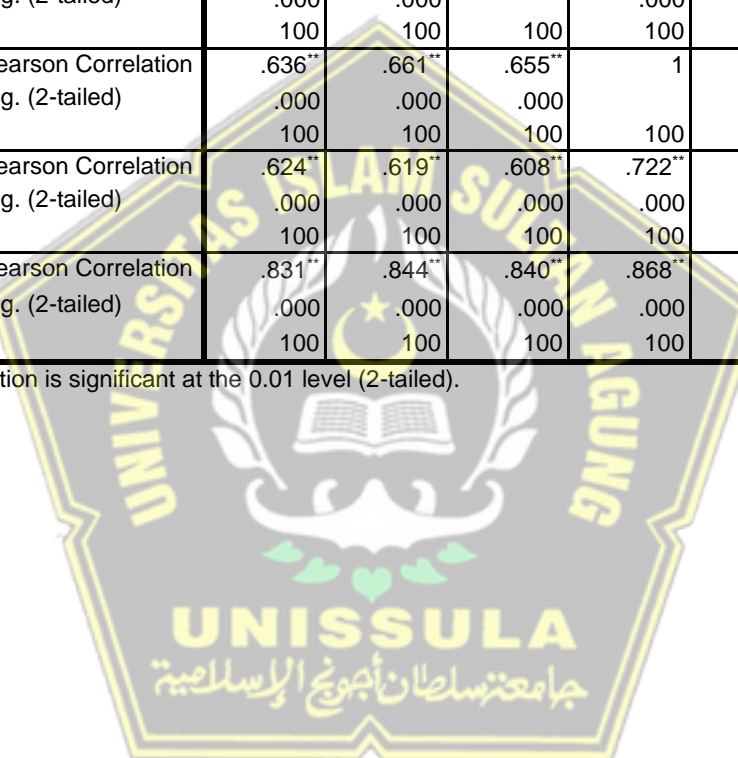 g. (2-tailed) .000 .000 .000
100 100 100 100
earson Correlation .636** .661** .655** 1
g. (2-tailed) .000 .000 .000
100 100 100 100
earson Correlation .624** .619** .608** .722**
g. (2-tailed) .000 .000 .000 .000
100 100 100 100
earson Correlation .831** .844** .840** .868**
g. (2-tailed) .000 .000 .000 .000
100 100 100 100
tion is significant at the 0.01 level (2-tailed).
UNIVERSITAS ISLAM SULTAN AGUNG
UNISSULA
جامعة سلطان أجونج الإسلامية